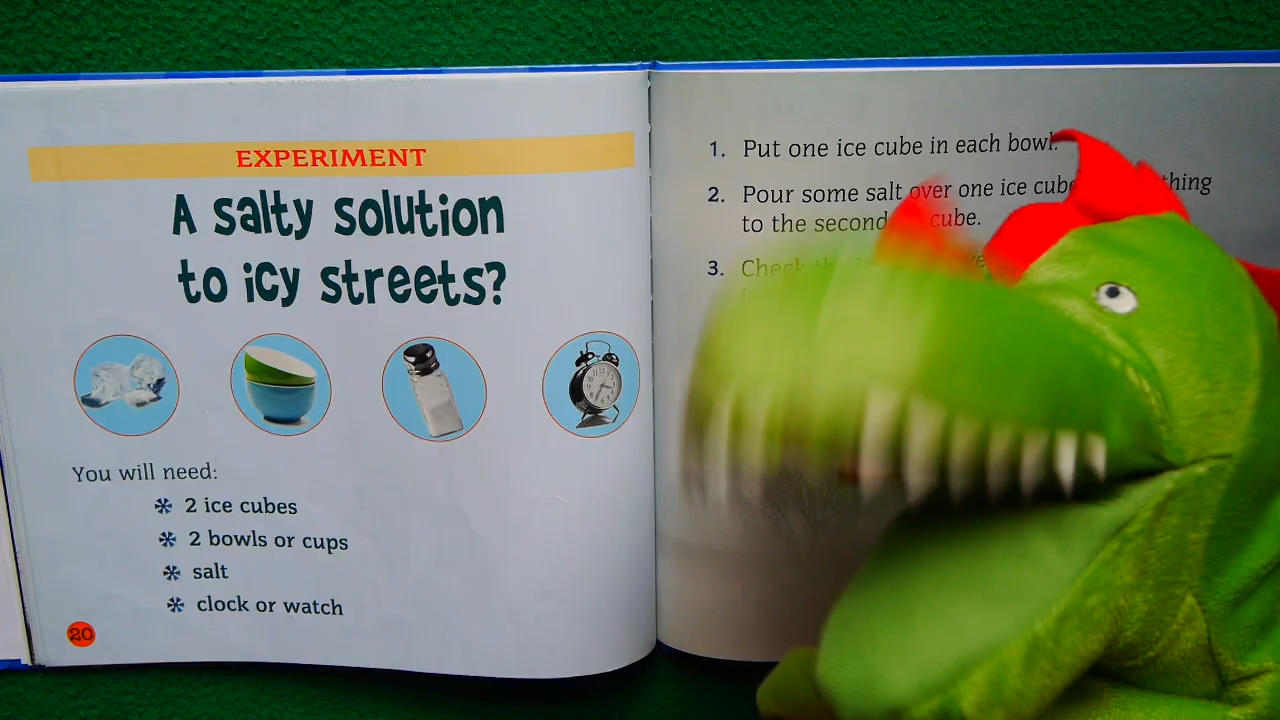 EXPERIMENT
A salty solution
to icy streets?
You will need:
2 ice cubes
2 bowls or cups
salt
clock or watch
20
1. Put one ice cube in each bowl.
2. Pour some salt over one ice cube
to the second cube.
3. Check